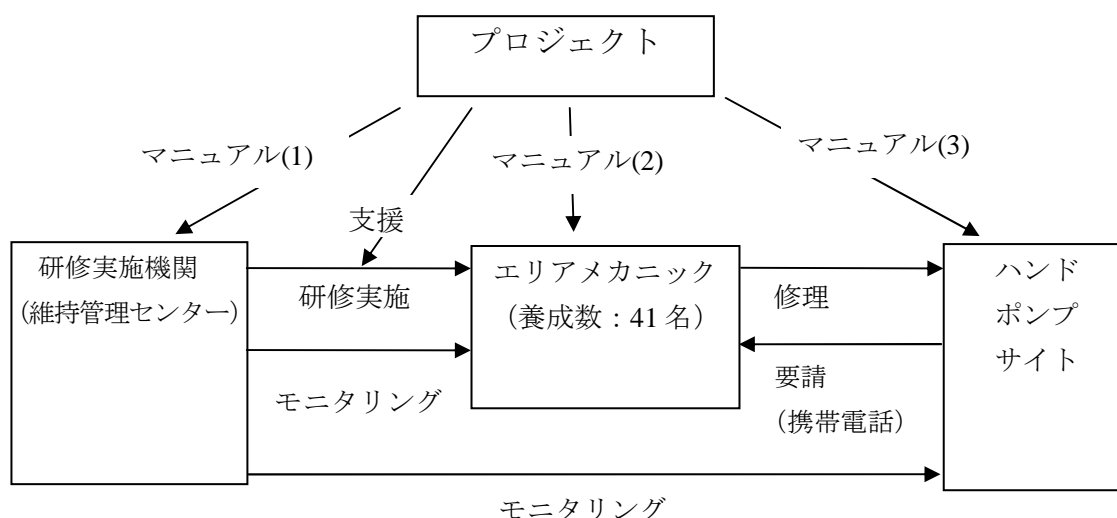 プロジェクト
マニュアル(1)
マニュアル(2)
マニュアル(3)
支援
研修実施機関
(維持管理センター)
研修実施
モニタリング
エリアメカニック
(養成数:41 名)
修理
要請
(携帯電話)
ハンド
ポンプ
サイト
モニタリング